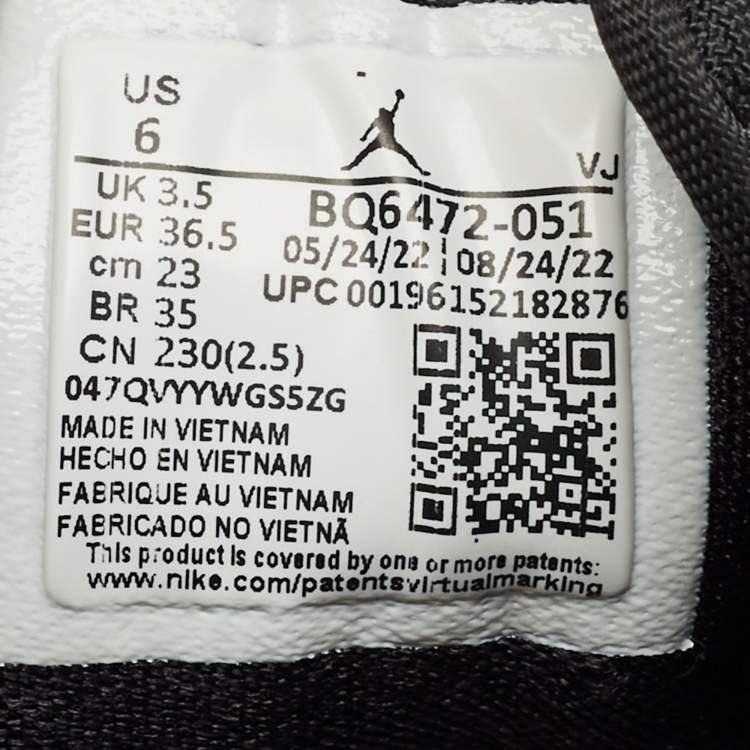 US
6
VJ
UK 3.5
EUR 36.5
cm 23
BR 35
CN 230(2.5)
BQ6472-051
05/24/22 | 08/24/22
UPC 00196152182876
047QVYYWGS5ZG
MADE IN VIETNAM
HECHO EN VIETNAM
FABRIQUE AU VIETNAM
FABRICADO NO VIETNÃ
This product is covered by one or more patents:
www.nike.com/patentsvirtualmarking